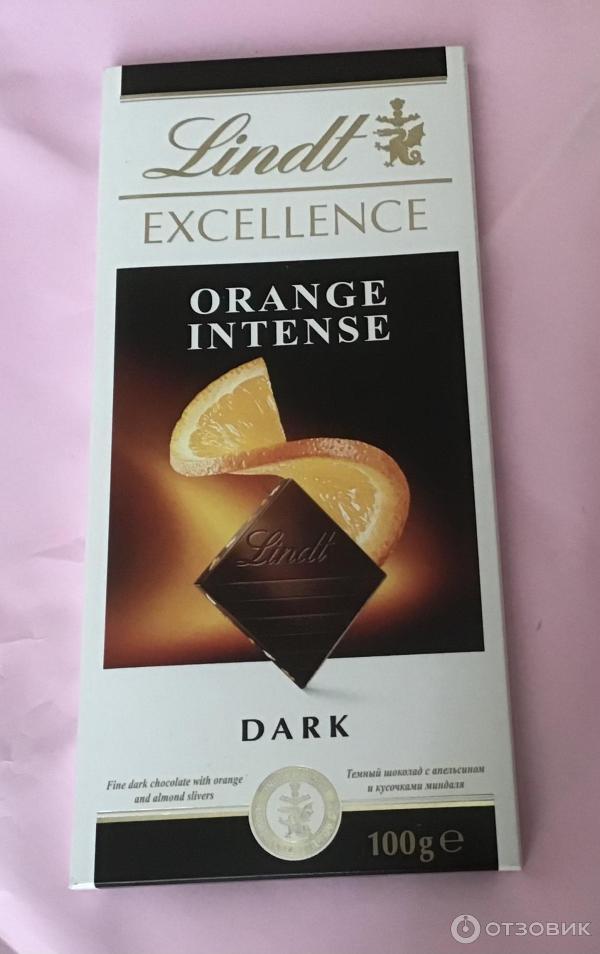 Lindt
EXCELLENCE
ORANGE
INTENSE
Lindt
DARK
Fine dark chocolate with orange
and almond slivers
Темный шоколад с апельсином
и кусочками миндаля
100g e
ОТЗОВИК